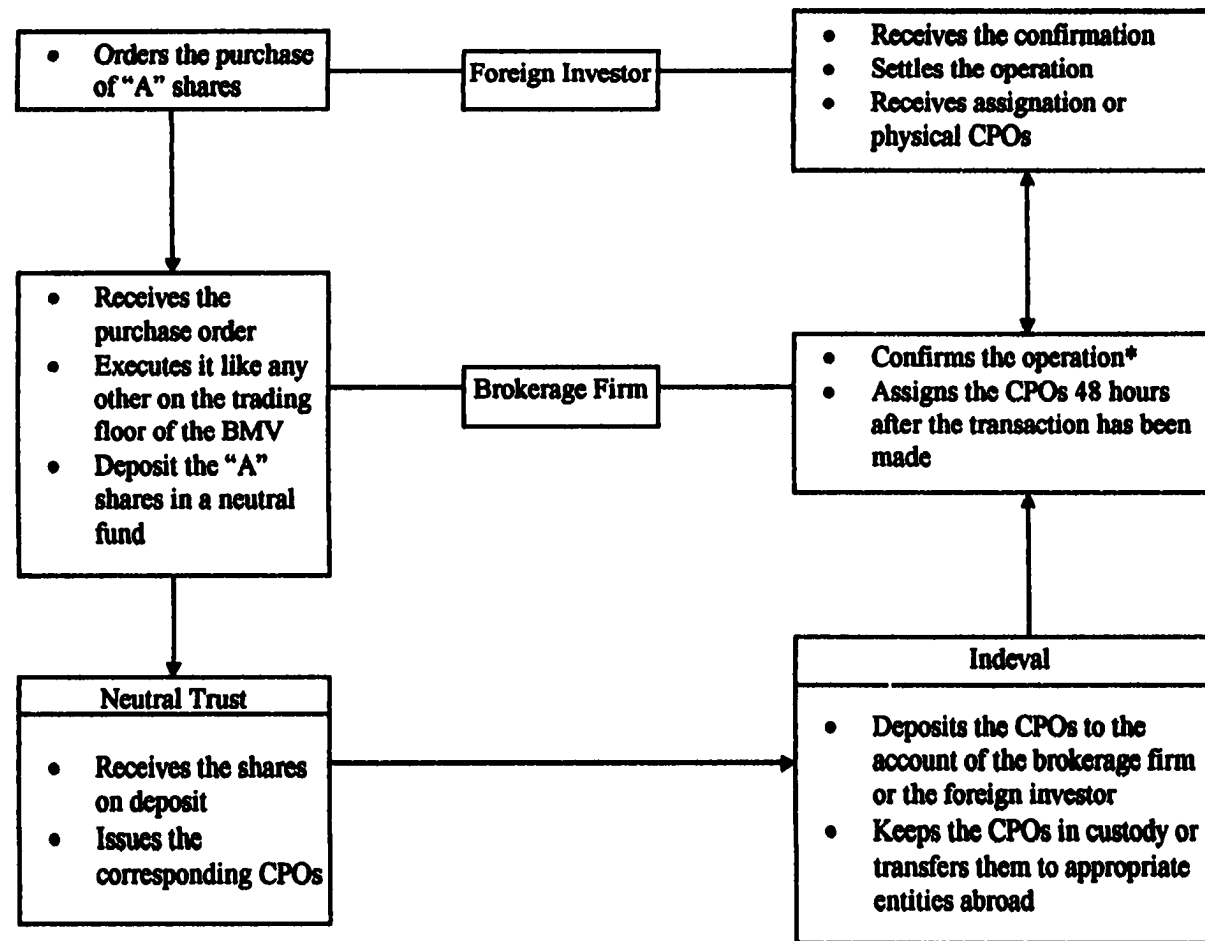 • Orders the purchase
of “A” shares
Foreign Investor
• Receives the confirmation
• Settles the operation
• Receives assignation or
physical CPOs
• Receives the
purchase order
• Executes it like any
other on the trading
floor of the BMV
• Deposit the “A”
shares in a neutral
fund
Brokerage Firm
• Confirms the operation*
• Assigns the CPOs 48 hours
after the transaction has been
made
Neutral Trust
• Receives the shares
on deposit
• Issues the
corresponding CPOs
Indeval
• Deposits the CPOs to the
account of the brokerage firm
or the foreign investor
• Keeps the CPOs in custody or
transfers them to appropriate
entities abroad